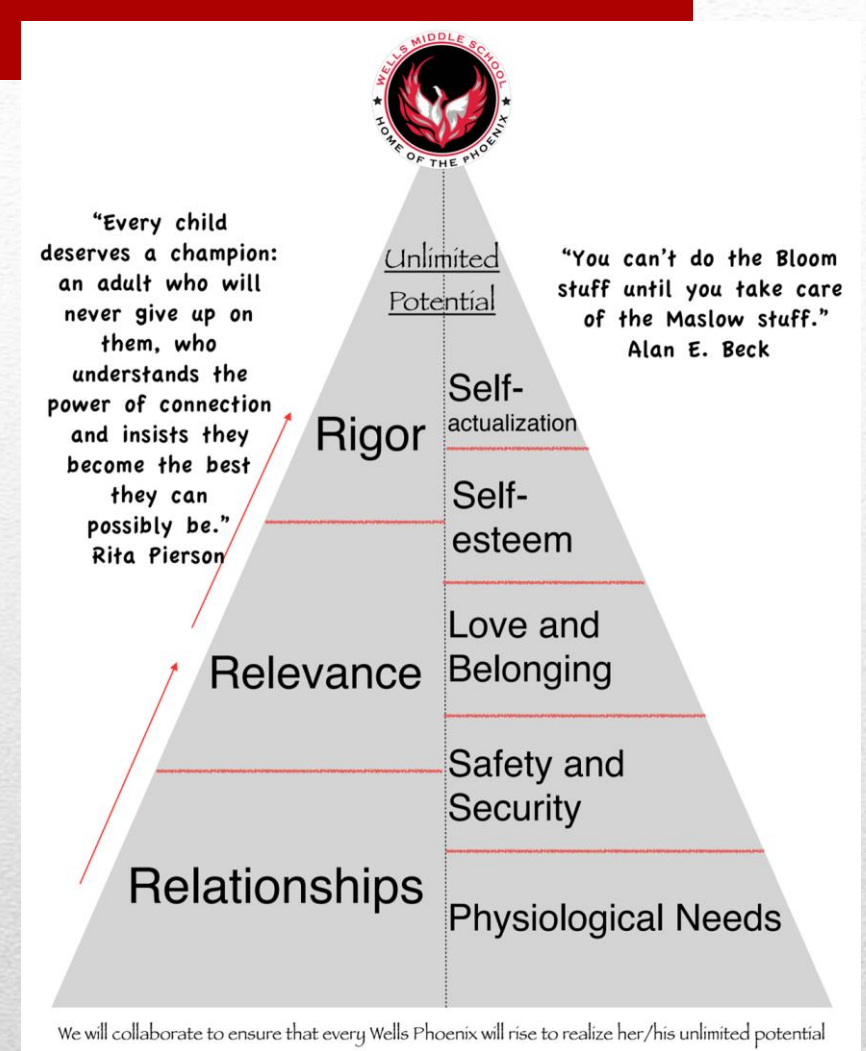 WELLS MIDDLE SCHOOL
HOME OF THE PHOENIX
“Every child
deserves a champion:
an adult who will
never give up on
them, who
understands the
power of connection
and insists they
become the best
they can
possibly be.”
Rita Pierson
“You can’t do the Bloom
stuff until you take care
of the Maslow stuff.”
Alan E. Beck
Unlimited
Potential
Rigor
Relevance
Relationships
Self-
actualization
Self-
esteem
Love and
Belonging
Safety and
Security
Physiological Needs
We will collaborate to ensure that every Wells Phoenix will rise to realize her/his unlimited potential